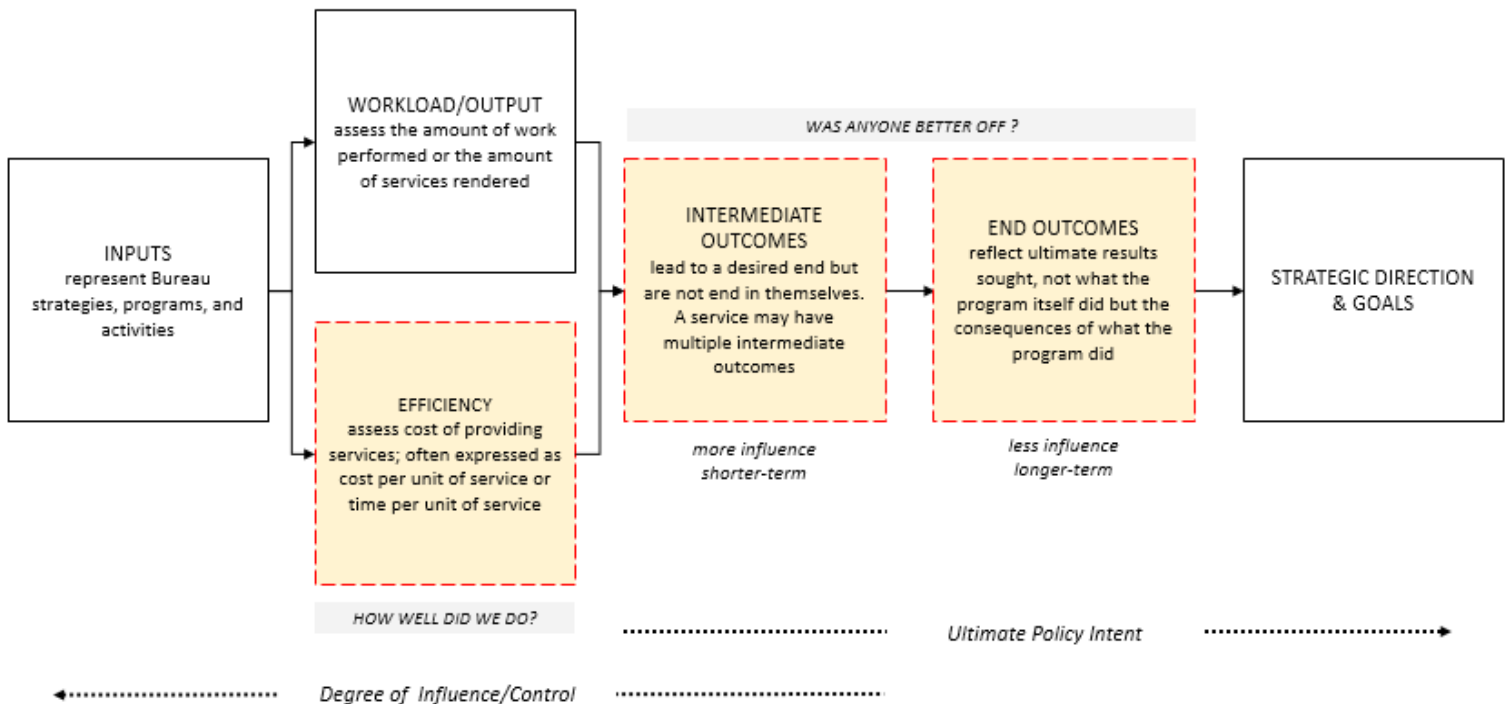 INPUTS
represent Bureau
strategies, programs, and
activities
WORKLOAD/OUTPUT
assess the amount of work
performed or the amount
of services rendered
EFFICIENCY
assess cost of providing
services; often expressed as
cost per unit of service or
time per unit of service
HOW WELL DID WE DO?
WAS ANYONE BETTER OFF ?
INTERMEDIATE
OUTCOMES
lead to a desired end but
are not end in themselves.
A service may have
multiple intermediate
outcomes
more influence
shorter-term
END OUTCOMES
reflect ultimate results
sought, not what the
program itself did but the
consequences of what the
program did
less influence
longer-term
STRATEGIC DIRECTION
& GOALS
Ultimate Policy Intent
Degree of Influence/Control